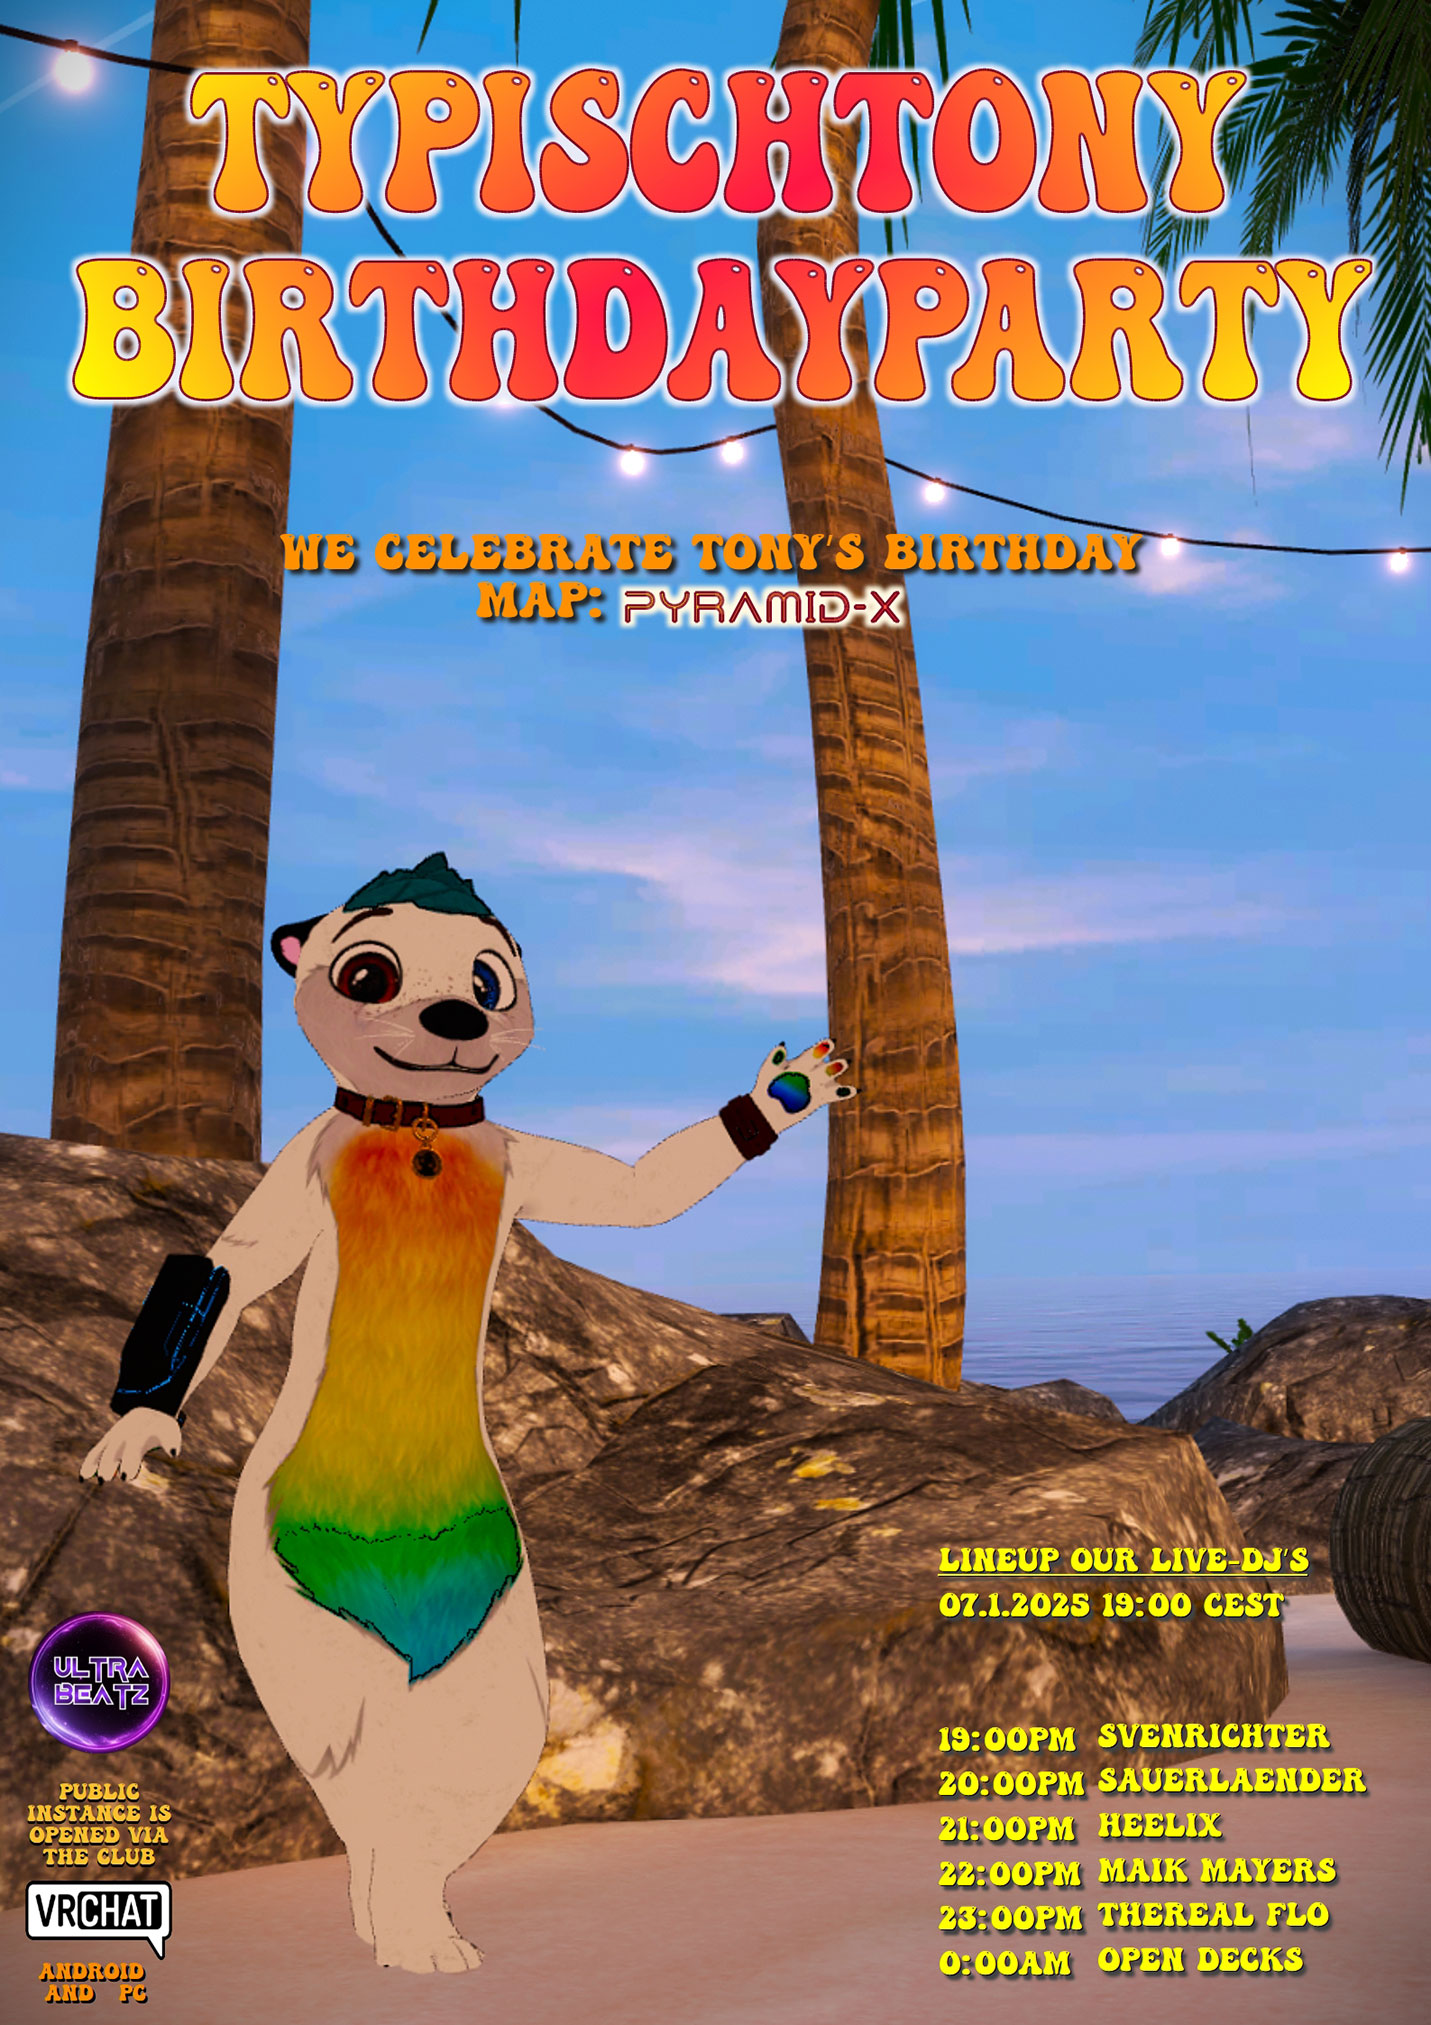 TYPISCHTONY
BIRTHDAYPARTY
WE CELEBRATE TONY'S BIRTHDAY
MAP: PYRAMID-X
LINEUP OUR LIVE-DJ'S
07.1.2025 19:00 CEST
19:00PM SVENRICHTER
20:00PM SAUERLAENDER
21:00PM HEELIX
22:00PM MAIK MAYERS
23:00PM THEREAL FLO
0:00AM OPEN DECKS
ULTRA
BEATZ
PUBLIC
INSTANCE IS
OPENED VIA
THE CLUB
VRCHAT
ANDROID
AND PC